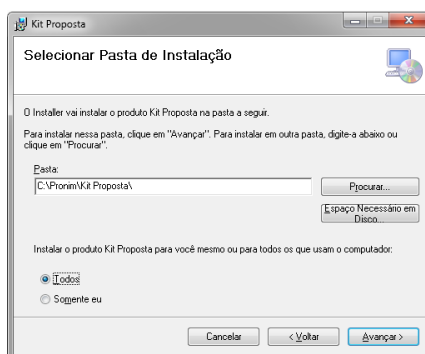 Kit Proposta
Selecionar Pasta de Instalação
O Installer vai instalar o produto Kit Proposta na pasta a seguir.
Para instalar nessa pasta, clique em "Avançar". Para instalar em outra pasta, digite-a abaixo ou
clique em "Procurar".
Pasta:
C:\Pronim\Kit Proposta\
Procurar...
Espaço Necessário em
Disco...
Instalar o produto Kit Proposta para você mesmo ou para todos os que usam o computador:
Todos
Somente eu
Cancelar
< Voltar
Avançar >